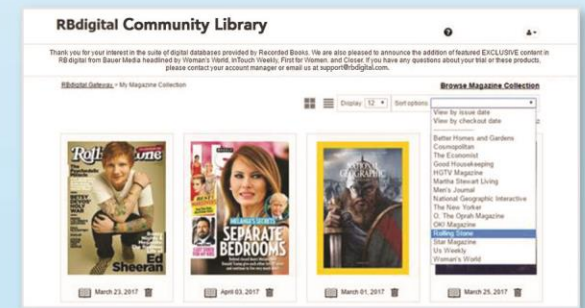 RBdigital Community Library
Thank you for your interest in the suite of digital databases provided by Recorded Books. We are also pleased to announce the addition of featured EXCLUSIVE content in
RBdigital from Bauer Media headlined by Woman's World, InTouch Weekly, First for Women, and Closer. If you have any questions about your trial or these products,
please contact your account manager or email us at support@rbdigital.com.
RBdigital Gateway > My Magazine Collection
Browse Magazine Collection
Display 12 Sort options
View by issue date
View by checkout date
Better Homes and Gardens
Cosmopolitan
The Economist
Good Housekeeping
HGTV Magazine
Martha Stewart Living
Men's Journal
National Geographic Interactive
The New Yorker
O, The Oprah Magazine
OK! Magazine
Rolling Stone
Star Magazine
Us Weekly
Woman's World
Ed
Sheeran
MELANIA'S SECRETS
SEPARATE
BEDROOMS
NATIONAL
GEOGRAPHIC
March 23, 2017
April 03, 2017
March 01, 2017
March 25, 2017